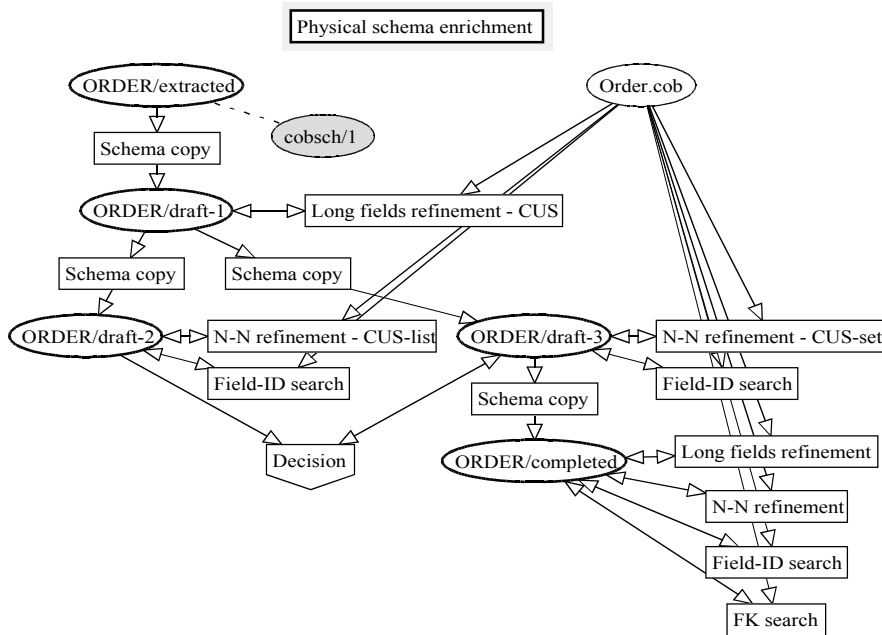 Physical schema enrichment
ORDER/extracted
Order.cob
cobsch/1
Schema copy
ORDER/draft-1
Long fields refinement - CUS
Schema copy
Schema copy
ORDER/draft-2
N-N refinement - CUS-list
ORDER/draft-3
N-N refinement - CUS-set
Field-ID search
Field-ID search
Schema copy
Decision
ORDER/completed
Long fields refinement
N-N refinement
Field-ID search
FK search